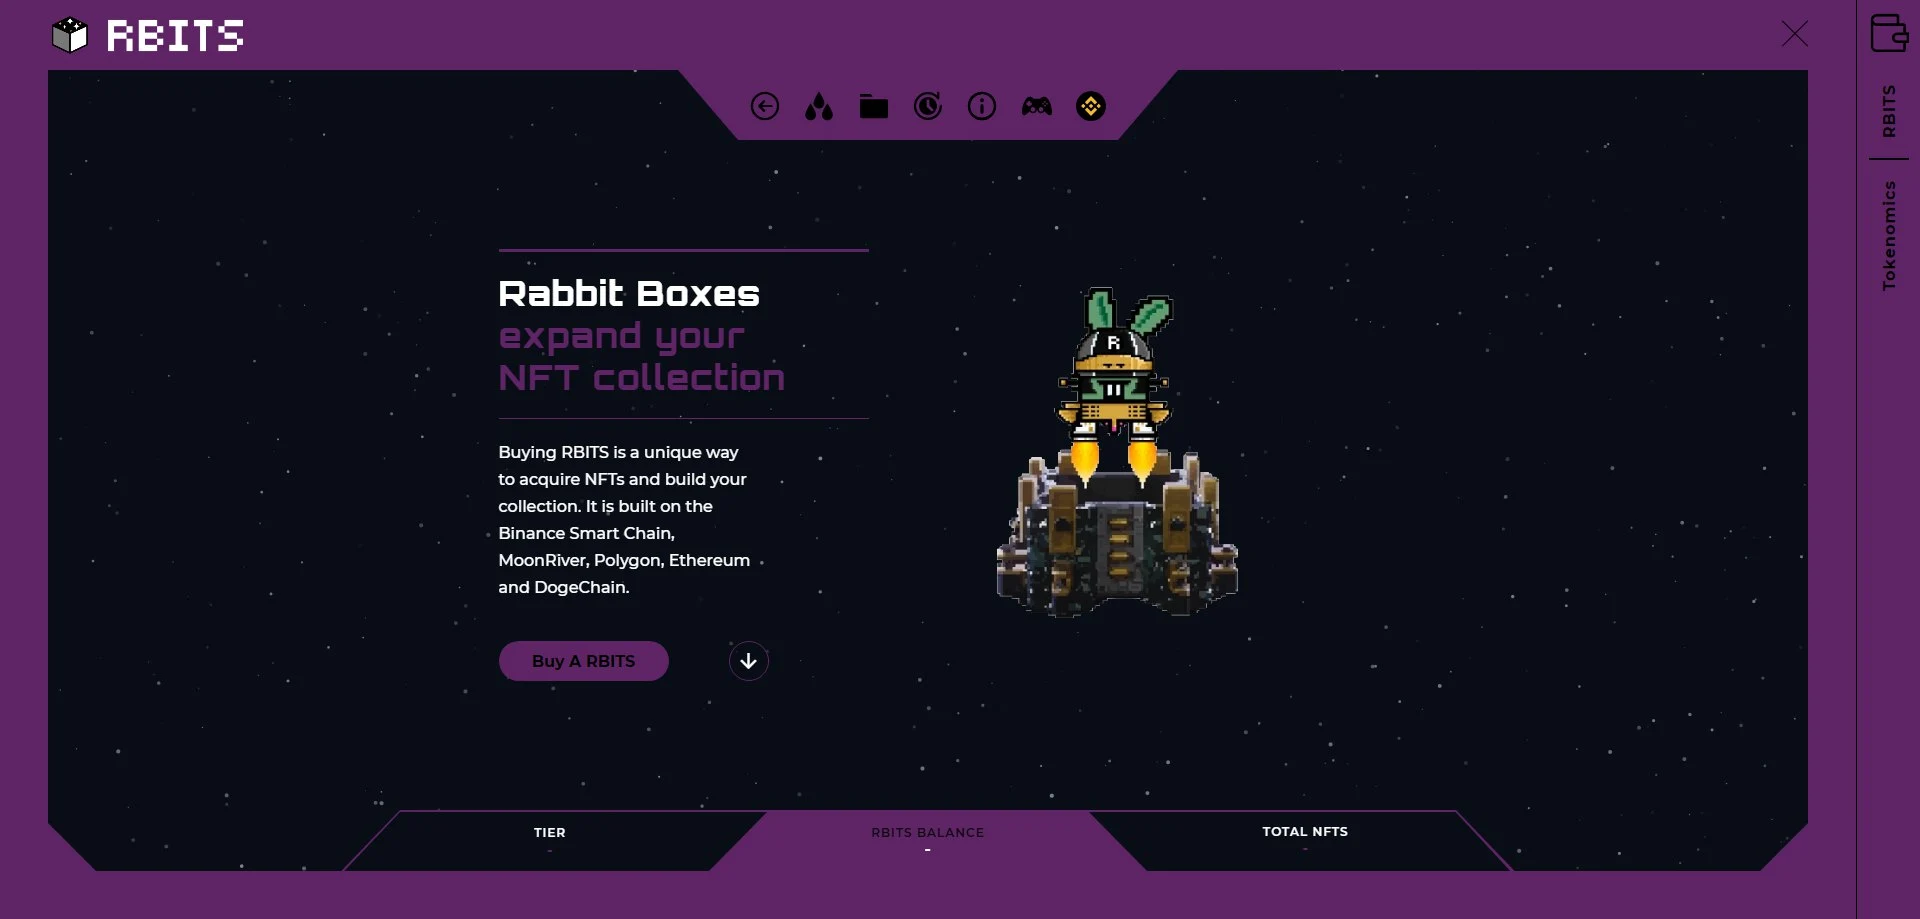 RBITS
RBITS
Tokenomics
Rabbit Boxes
expand your
NFT collection
R
Buying RBITS is a unique way
to acquire NFTs and build your
collection. It is built on the
Binance Smart Chain,
MoonRiver, Polygon, Ethereum
and DogeChain.
Buy A RBITS
TIER
-
RBITS BALANCE
-
TOTAL NFTS
-